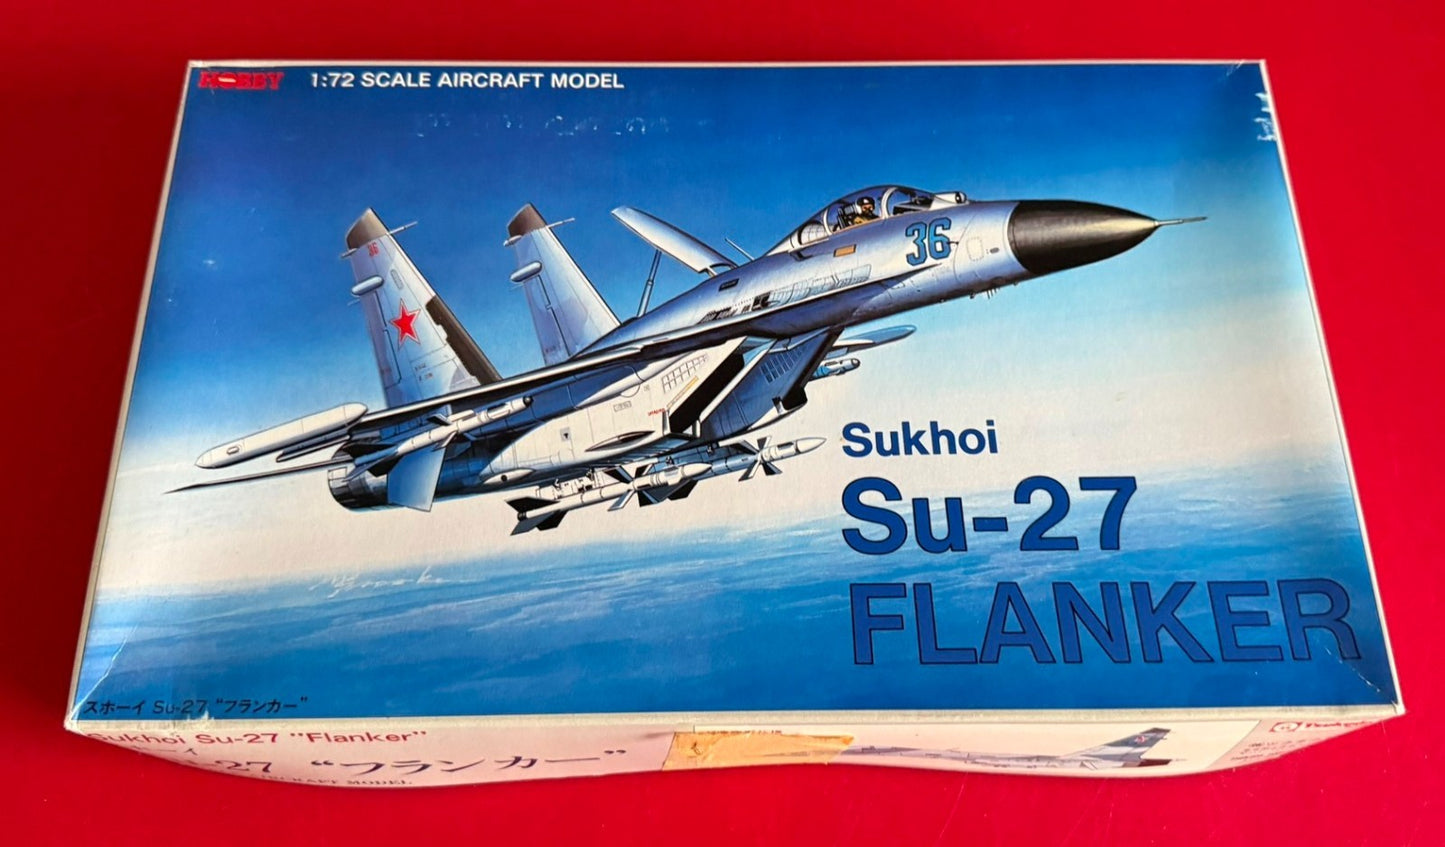 HOBBY 1:72 SCALE AIRCRAFT MODEL
36
36
Sukhoi
Su-27
FLANKER
スホーイ Su-27 “フランカー”
Sukhoi Su-27 "Flanker"
27 “フランカー”
MODEL